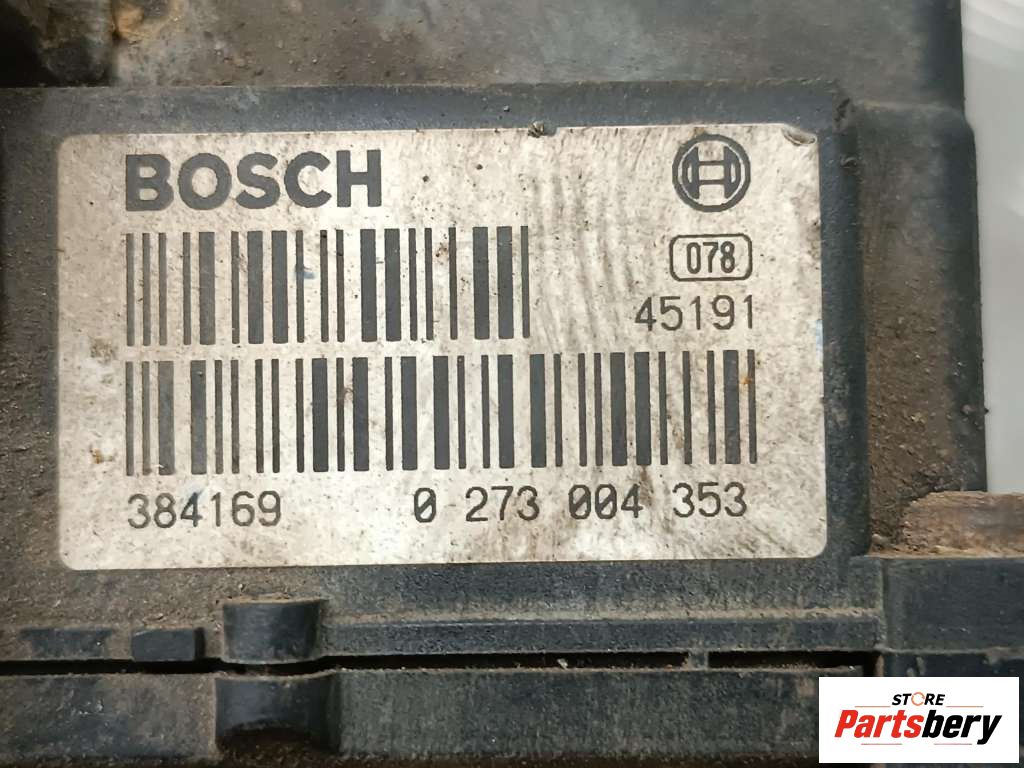 BOSCH
078
45191
384169 0 273 004 353
STORE
Partsbery